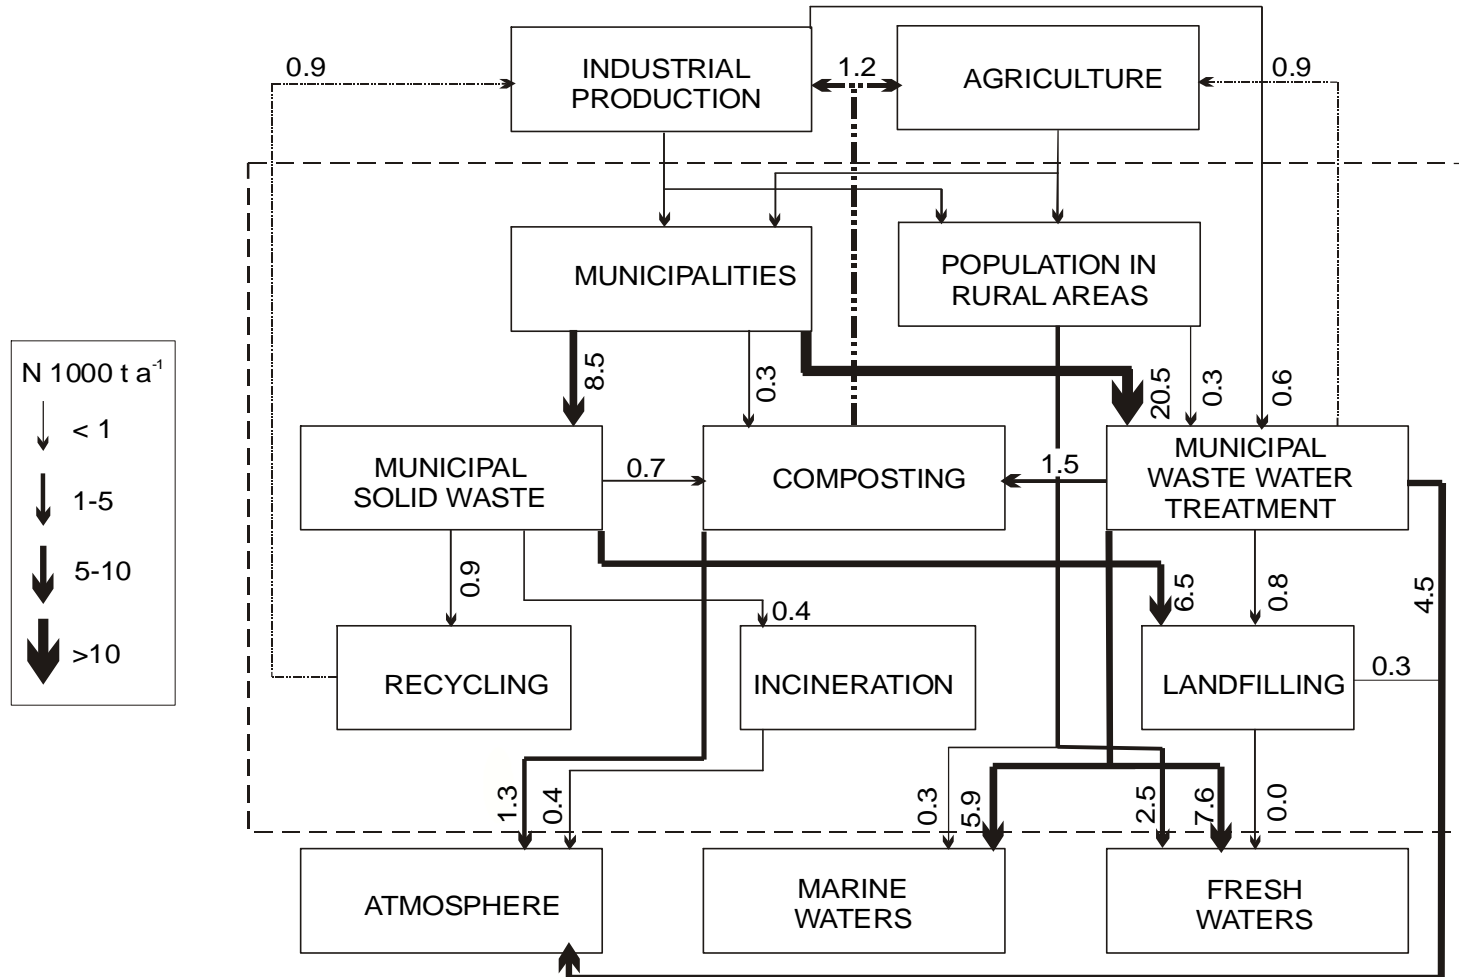 0.9
INDUSTRIAL
PRODUCTION
1.2
AGRICULTURE
0.9
MUNICIPALITIES
POPULATION IN
RURAL AREAS
N 1000 t a⁻¹
< 1
1-5
5-10
>10
8.5
0.3
20.5
0.3
0.6
MUNICIPAL
SOLID WASTE
0.7
COMPOSTING
1.5
MUNICIPAL
WASTE WATER
TREATMENT
0.9
0.4
6.5
0.8
4.5
RECYCLING
INCINERATION
LANDFILLING
0.3
1.3
0.4
0.3
5.9
2.5
7.6
0.0
ATMOSPHERE
MARINE
WATERS
FRESH
WATERS